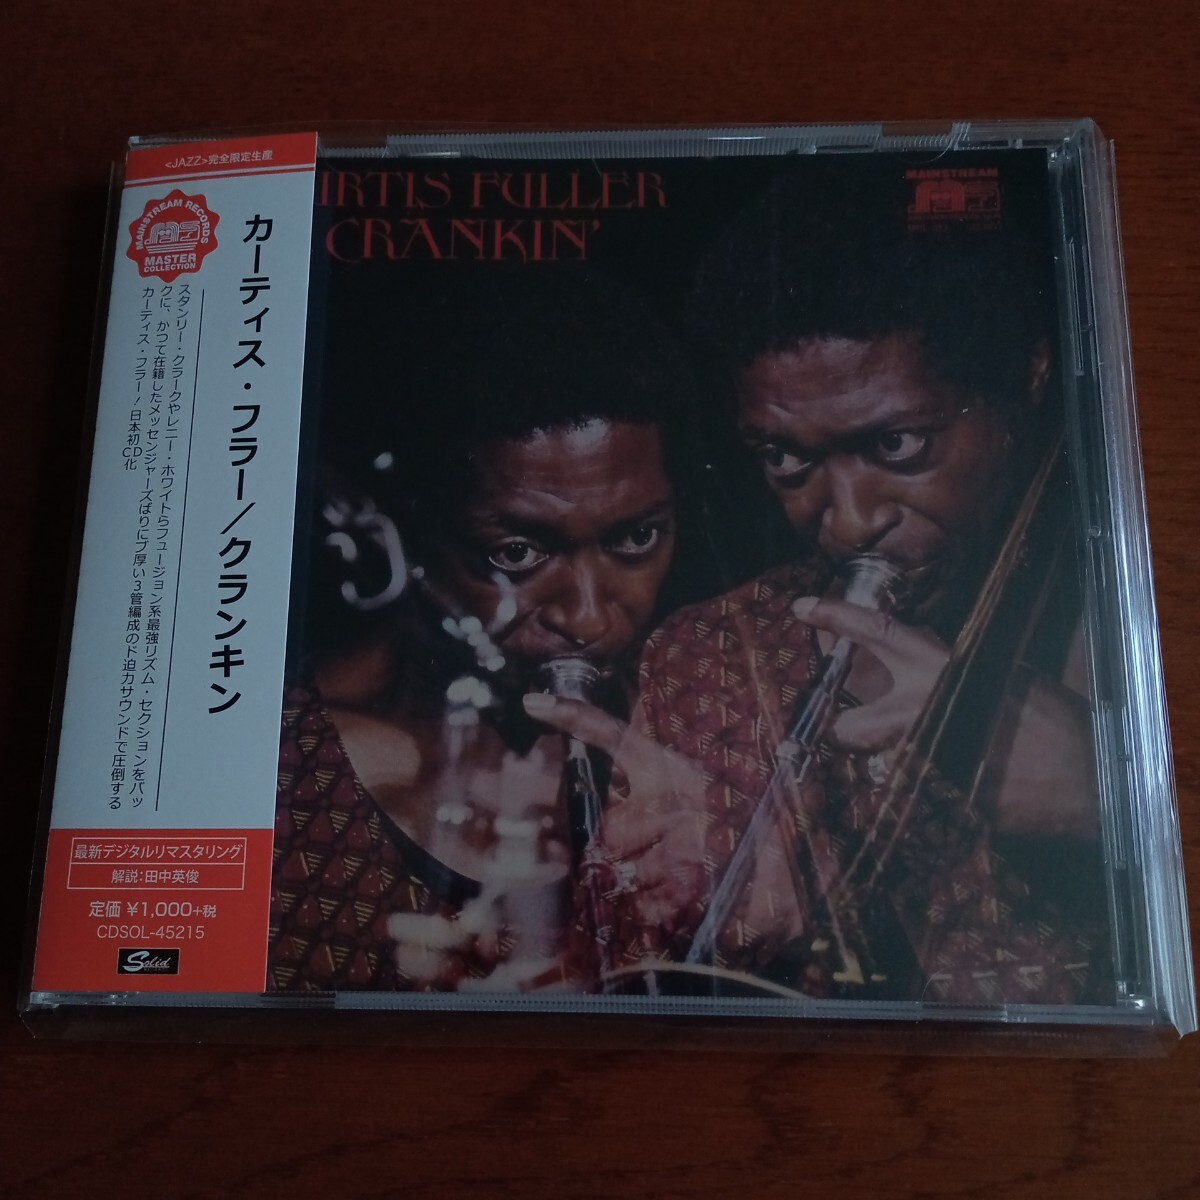 <JAZZ>完全限定生産
MAINSTREAM RECORDS
MASTER
COLLECTION
カーティス・フラー/クランキン
スタンリー・クラークやレニー・ホワイトらフュージョン系最強リズム・セクションをバッ
クに、かつて在籍したメッセンジャーズばりにブ厚い3管編成のド迫力サウンドで圧倒する
カーティス・フラー!日本初CD化
最新デジタルリマスタリング
解説:田中英俊
定価 ¥1,000+税
CDSOL-45215
Solid
RECORDS
URTIS FULLER
CRANKIN'
MAINSTREAM